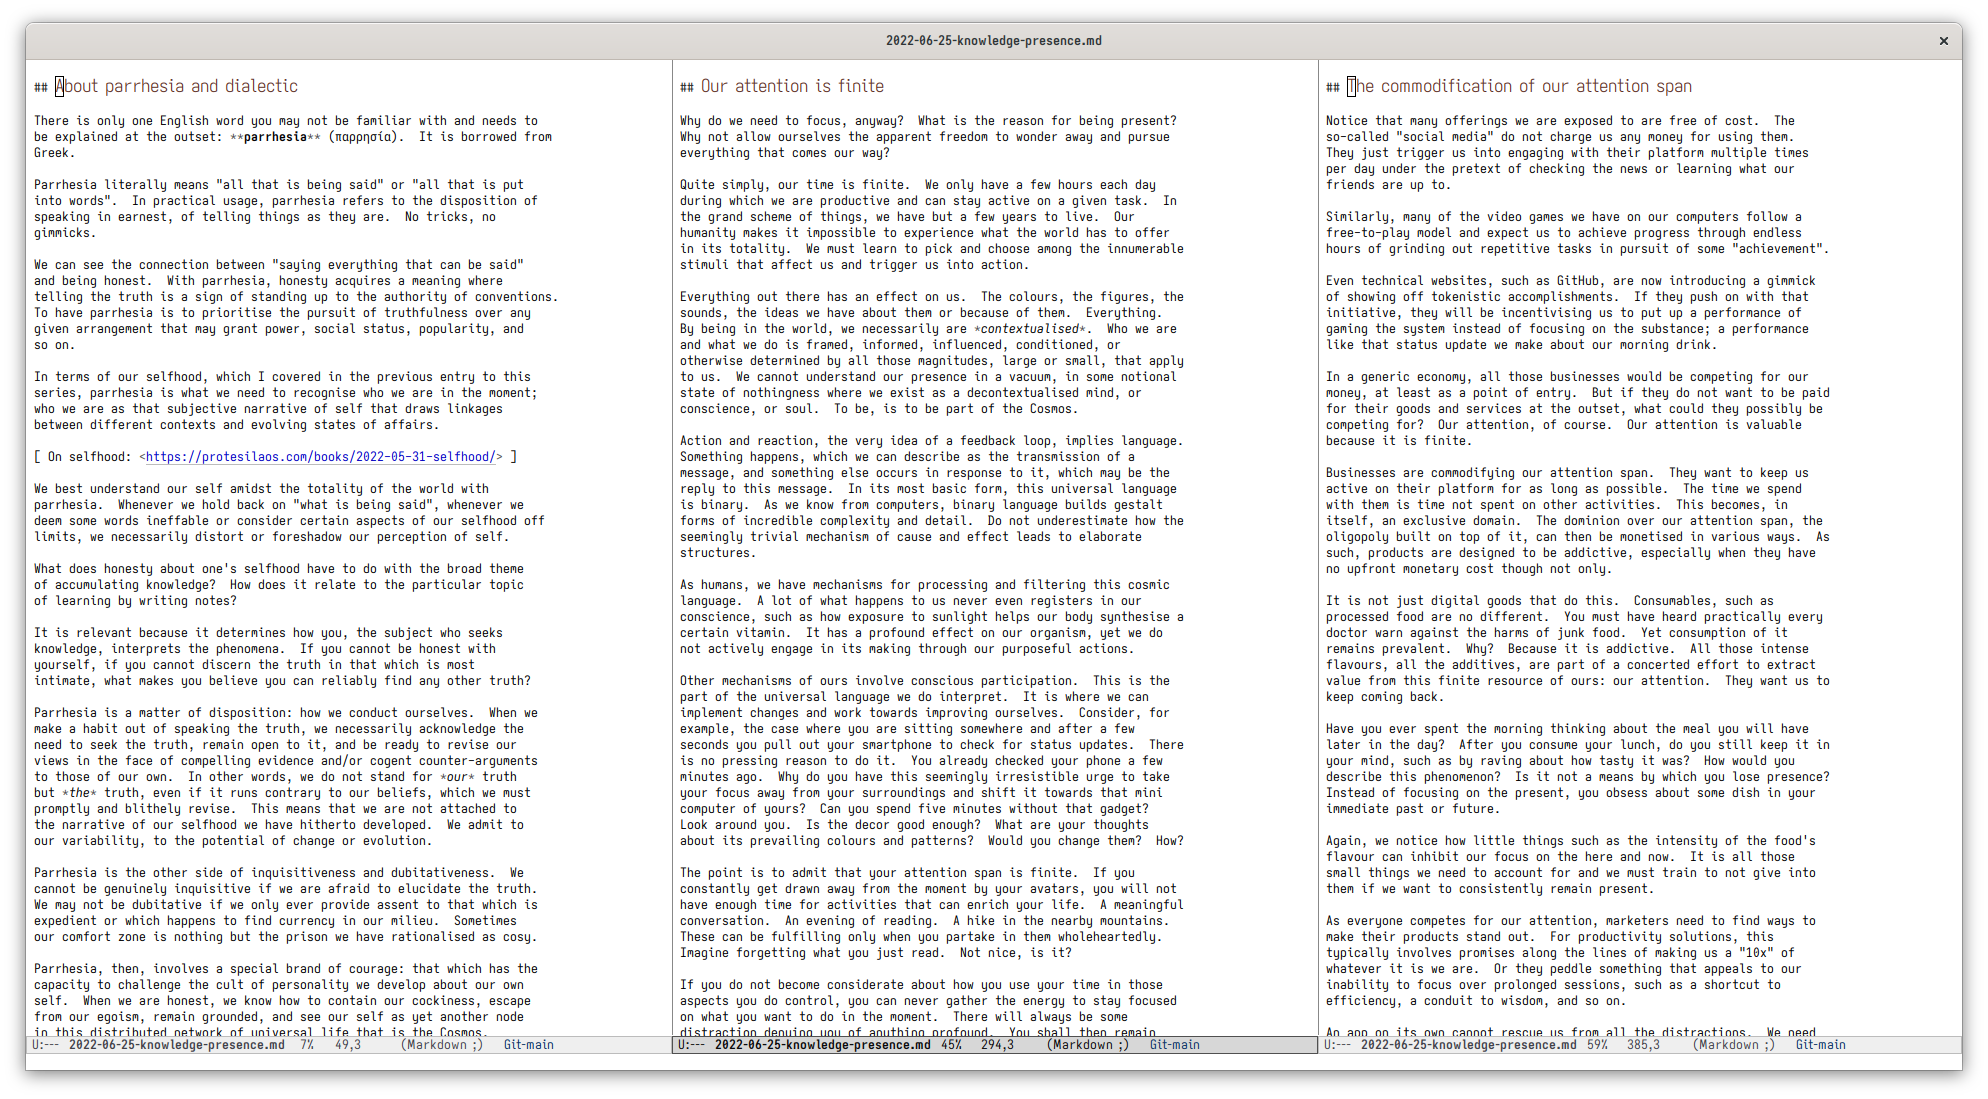 2022-06-25-knowledge-presence.md
## About parrhesia and dialectic
There is only one English word you may not be familiar with and needs to
be explained at the outset: **parrhesia** (παρρησία).  It is borrowed from
Greek.
Parrhesia literally means "all that is being said" or "all that is put
into words".  In practical usage, parrhesia refers to the disposition of
speaking in earnest, of telling things as they are.  No tricks, no
gimmicks.
We can see the connection between "saying everything that can be said"
and being honest.  With parrhesia, honesty acquires a meaning where
telling the truth is a sign of standing up to the authority of conventions.
To have parrhesia is to prioritise the pursuit of truthfulness over any
given arrangement that may grant power, social status, popularity, and
so on.
In terms of our selfhood, which I covered in the previous entry to this
series, parrhesia is what we need to recognise who we are in the moment;
who we are as that subjective narrative of self that draws linkages
between different contexts and evolving states of affairs.
[ On selfhood: <https://protesilaos.com/books/2022-05-31-selfhood/> ]
We best understand our self amidst the totality of the world with
parrhesia.  Whenever we hold back on "what is being said", whenever we
deem some words ineffable or consider certain aspects of our selfhood off
limits, we necessarily distort or foreshadow our perception of self.
What does honesty about one's selfhood have to do with the broad theme
of accumulating knowledge?  How does it relate to the particular topic
of learning by writing notes?
It is relevant because it determines how you, the subject who seeks
knowledge, interprets the phenomena.  If you cannot be honest with
yourself, if you cannot discern the truth in that which is most
intimate, what makes you believe you can reliably find any other truth?
Parrhesia is a matter of disposition: how we conduct ourselves.  When we
make a habit out of speaking the truth, we necessarily acknowledge the
need to seek the truth, remain open to it, and be ready to revise our
views in the face of compelling evidence and/or cogent counter-arguments
to those of our own.  In other words, we do not stand for *our* truth
but *the* truth, even if it runs contrary to our beliefs, which we must
promptly and blithely revise.  This means that we are not attached to
the narrative of our selfhood we have hitherto developed.  We admit to
our variability, to the potential of change or evolution.
Parrhesia is the other side of inquisitiveness and dubitativeness.  We
cannot be genuinely inquisitive if we are afraid to elucidate the truth.
We may not be dubitative if we only ever provide assent to that which is
expedient or which happens to find currency in our milieu.  Sometimes
our comfort zone is nothing but the prison we have rationalised as cosy.
Parrhesia, then, involves a special brand of courage: that which has the
capacity to challenge the cult of personality we develop about our own
self.  When we are honest, we know how to contain our cockiness, escape
from our egoism, remain grounded, and see our self as yet another node
in this distributed network of universal life that is the Cosmos.
U:--- 2022-06-25-knowledge-presence.md 7% 49,3 (Markdown ;) Git-main
## Our attention is finite
Why do we need to focus, anyway?  What is the reason for being present?
Why not allow ourselves the apparent freedom to wonder away and pursue
everything that comes our way?
Quite simply, our time is finite.  We only have a few hours each day
during which we are productive and can stay active on a given task.  In
the grand scheme of things, we have but a few years to live.  Our
humanity makes it impossible to experience what the world has to offer
in its totality.  We must learn to pick and choose among the innumerable
stimuli that affect us and trigger us into action.
Everything out there has an effect on us.  The colours, the figures, the
sounds, the ideas we have about them or because of them.  Everything.
By being in the world, we necessarily are *contextualised*.  Who we are
and what we do is framed, informed, influenced, conditioned, or
otherwise determined by all those magnitudes, large or small, that apply
to us.  We cannot understand our presence in a vacuum, in some notional
state of nothingness where we exist as a decontextualised mind, or
conscience, or soul.  To be, is to be part of the Cosmos.
Action and reaction, the very idea of a feedback loop, implies language.
Something happens, which we can describe as the transmission of a
message, and something else occurs in response to it, which may be the
reply to this message.  In its most basic form, this universal language
is binary.  As we know from computers, binary language builds gestalt
forms of incredible complexity and detail.  Do not underestimate how the
seemingly trivial mechanism of cause and effect leads to elaborate
structures.
As humans, we have mechanisms for processing and filtering this cosmic
language.  A lot of what happens to us never even registers in our
conscience, such as how exposure to sunlight helps our body synthesise a
certain vitamin.  It has a profound effect on our organism, yet we do
not actively engage in its making through our purposeful actions.
Other mechanisms of ours involve conscious participation.  This is the
part of the universal language we do interpret.  It is where we can
implement changes and work towards improving ourselves.  Consider, for
example, the case where you are sitting somewhere and after a few
seconds you pull out your smartphone to check for status updates.  There
is no pressing reason to do it.  You already checked your phone a few
minutes ago.  Why do you have this seemingly irresistible urge to take
your focus away from your surroundings and shift it towards that mini
computer of yours?  Can you spend five minutes without that gadget?
Look around you.  Is the decor good enough?  What are your thoughts
about its prevailing colours and patterns?  Would you change them?  How?
The point is to admit that your attention span is finite.  If you
constantly get drawn away from the moment by your avatars, you will not
have enough time for activities that can enrich your life.  A meaningful
conversation.  An evening of reading.  A hike in the nearby mountains.
These can be fulfilling only when you partake in them wholeheartedly.
Imagine forgetting what you just read.  Not nice, is it?
If you do not become considerate about how you use your time in those
aspects you do control, you can never gather the energy to stay focused
on what you want to do in the moment.  There will always be some
distraction denying you of anything profound.  You shall then remain
U:--- 2022-06-25-knowledge-presence.md 45% 294,3 (Markdown ;) Git-main
## The commodification of our attention span
Notice that many offerings we are exposed to are free of cost.  The
so-called "social media" do not charge us any money for using them.
They just trigger us into engaging with their platform multiple times
per day under the pretext of checking the news or learning what our
friends are up to.
Similarly, many of the video games we have on our computers follow a
free-to-play model and expect us to achieve progress through endless
hours of grinding out repetitive tasks in pursuit of some "achievement".
Even technical websites, such as GitHub, are now introducing a gimmick
of showing off tokenistic accomplishments.  If they push on with that
initiative, they will be incentivising us to put up a performance of
gaming the system instead of focusing on the substance; a performance
like that status update we make about our morning drink.
In a generic economy, all those businesses would be competing for our
money, at least as a point of entry.  But if they do not want to be paid
for their goods and services at the outset, what could they possibly be
competing for?  Our attention, of course.  Our attention is valuable
because it is finite.
Businesses are commodifying our attention span.  They want to keep us
active on their platform for as long as possible.  The time we spend
with them is time not spent on other activities.  This becomes, in
itself, an exclusive domain.  The dominion over our attention span, the
oligopoly built on top of it, can then be monetised in various ways.  As
such, products are designed to be addictive, especially when they have
no upfront monetary cost though not only.
It is not just digital goods that do this.  Consumables, such as
processed food are no different.  You must have heard practically every
doctor warn against the harms of junk food.  Yet consumption of it
remains prevalent.  Why?  Because it is addictive.  All those intense
flavours, all the additives, are part of a concerted effort to extract
value from this finite resource of ours: our attention.  They want us to
keep coming back.
Have you ever spent the morning thinking about the meal you will have
later in the day?  After you consume your lunch, do you still keep it in
your mind, such as by raving about how tasty it was?  How would you
describe this phenomenon?  Is it not a means by which you lose presence?
Instead of focusing on the present, you obsess about some dish in your
immediate past or future.
Again, we notice how little things such as the intensity of the food's
flavour can inhibit our focus on the here and now.  It is all those
small things we need to account for and we must train to not give into
them if we want to consistently remain present.
As everyone competes for our attention, marketers need to find ways to
make their products stand out.  For productivity solutions, this
typically involves promises along the lines of making us a "10x" of
whatever it is we are.  Or they peddle something that appeals to our
inability to focus over prolonged sessions, such as a shortcut to
efficiency, a conduit to wisdom, and so on.
An app on its own cannot rescue us from all the distractions.  We need
U:--- 2022-06-25-knowledge-presence.md 59% 385,3 (Markdown ;) Git-main